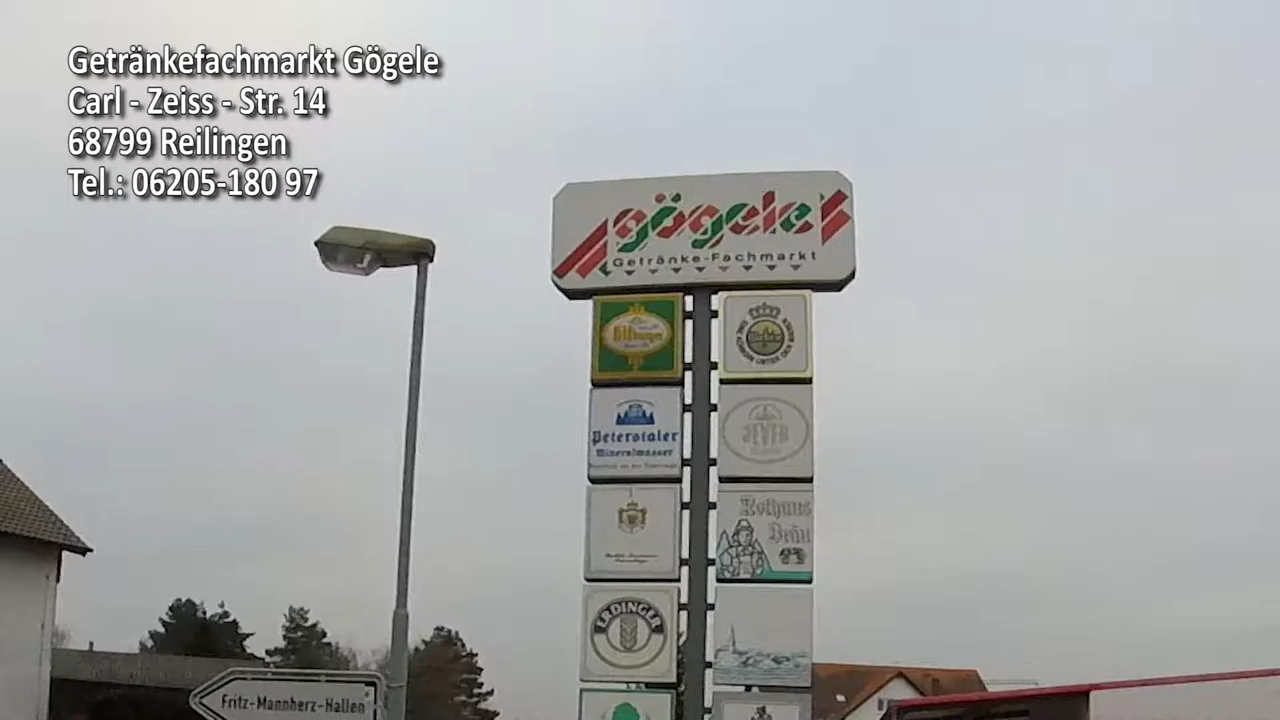 Getränkefachmarkt Gögele
Carl - Zeiss - Str. 14
68799 Reilingen
Tel.: 06205-180 97
gögele
Getränke-Fachmarkt
Peterstaler
Mineralwasser
JEVER
Rothaus
Bräu
ERDINGER
Fritz-Mannherz-Hallen